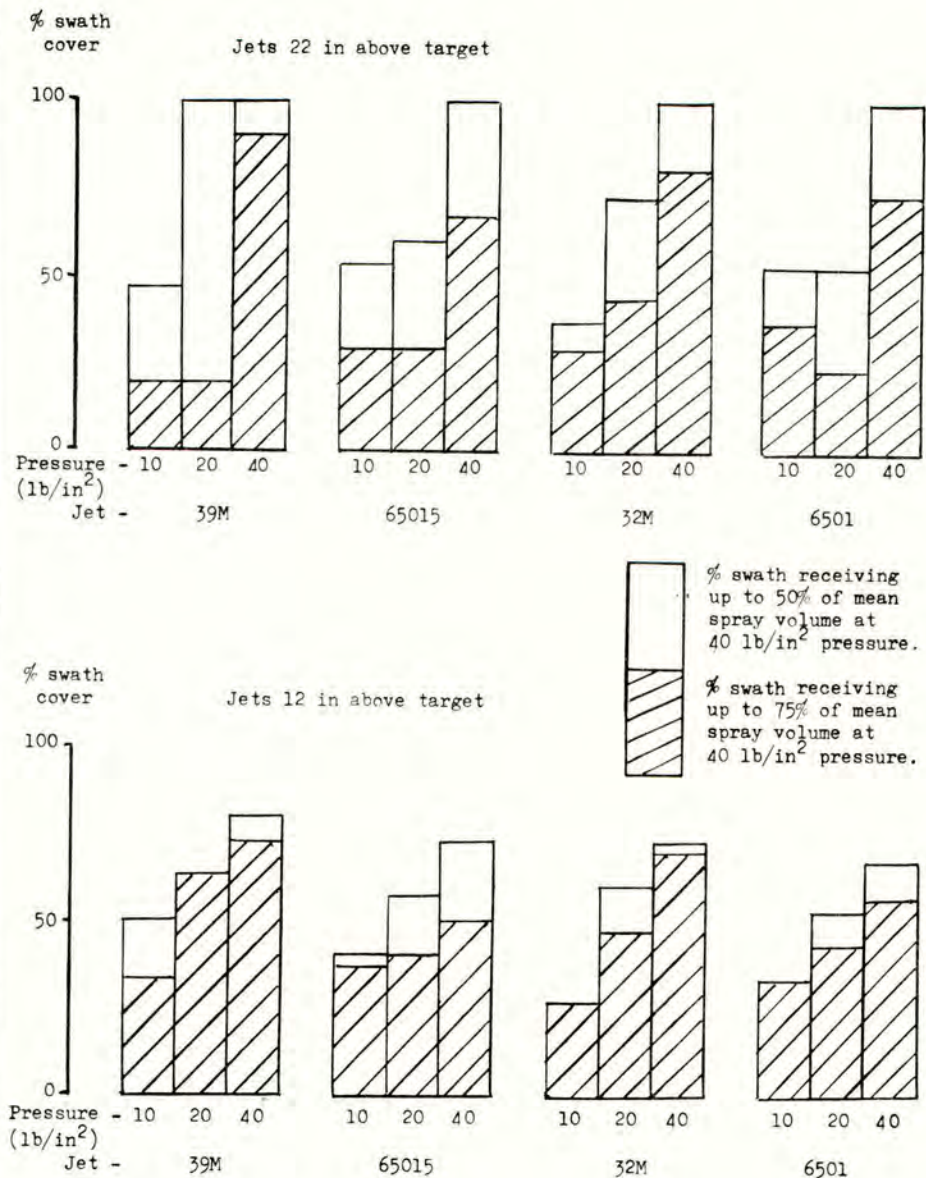 % swath
cover
Jets 22 in above target
100
50
0
Pressure - 10 20 40 10 20 40 10 20 40 10 20 40
(lb/in²)
Jet - 39M 65015 32M 6501
% swath receiving
up to 50% of mean
spray volume at
40 lb/in² pressure.
% swath receiving
up to 75% of mean
spray volume at
40 lb/in² pressure.
% swath
cover
Jets 12 in above target
100
50
0
Pressure - 10 20 40 10 20 40 10 20 40 10 20 40
(lb/in²)
Jet - 39M 65015 32M 6501